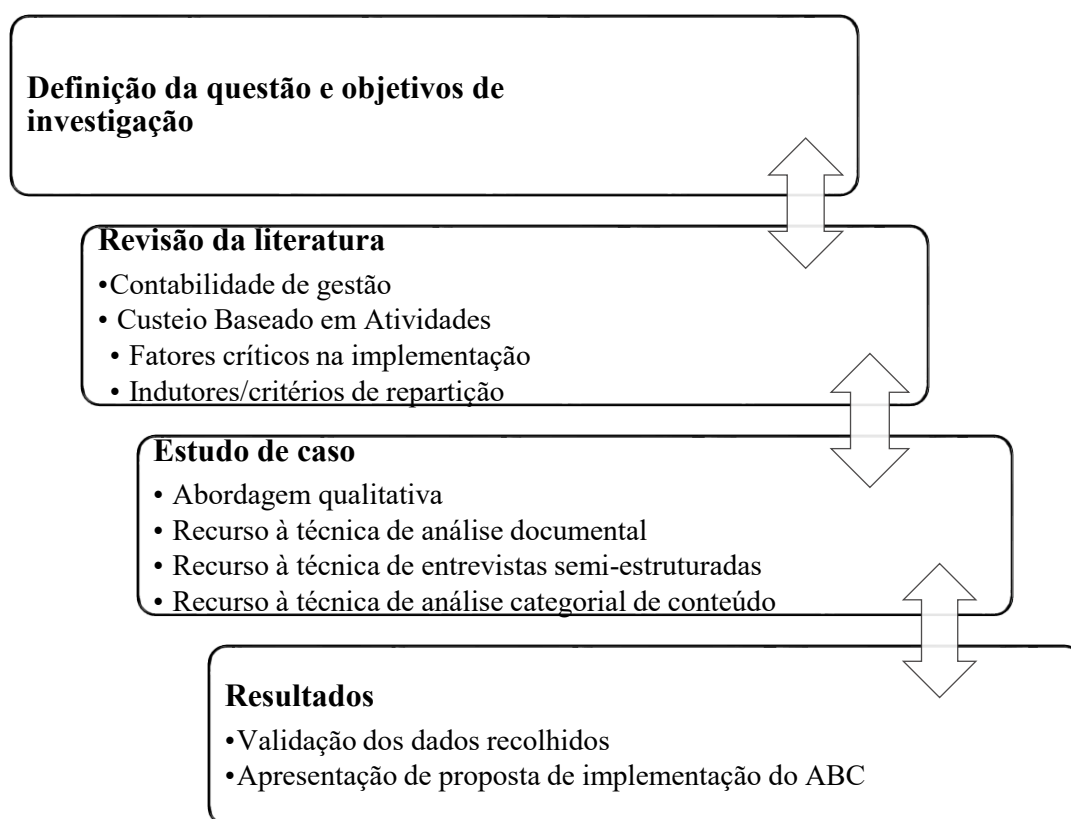 Definição da questão e objetivos de
investigação
Revisão da literatura
•Contabilidade de gestão
• Custeio Baseado em Atividades
• Fatores críticos na implementação
• Indutores/critérios de repartição
Estudo de caso
• Abordagem qualitativa
• Recurso à técnica de análise documental
• Recurso à técnica de entrevistas semi-estruturadas
• Recurso à técnica de análise categorial de conteúdo
Resultados
•Validação dos dados recolhidos
•Apresentação de proposta de implementação do ABC